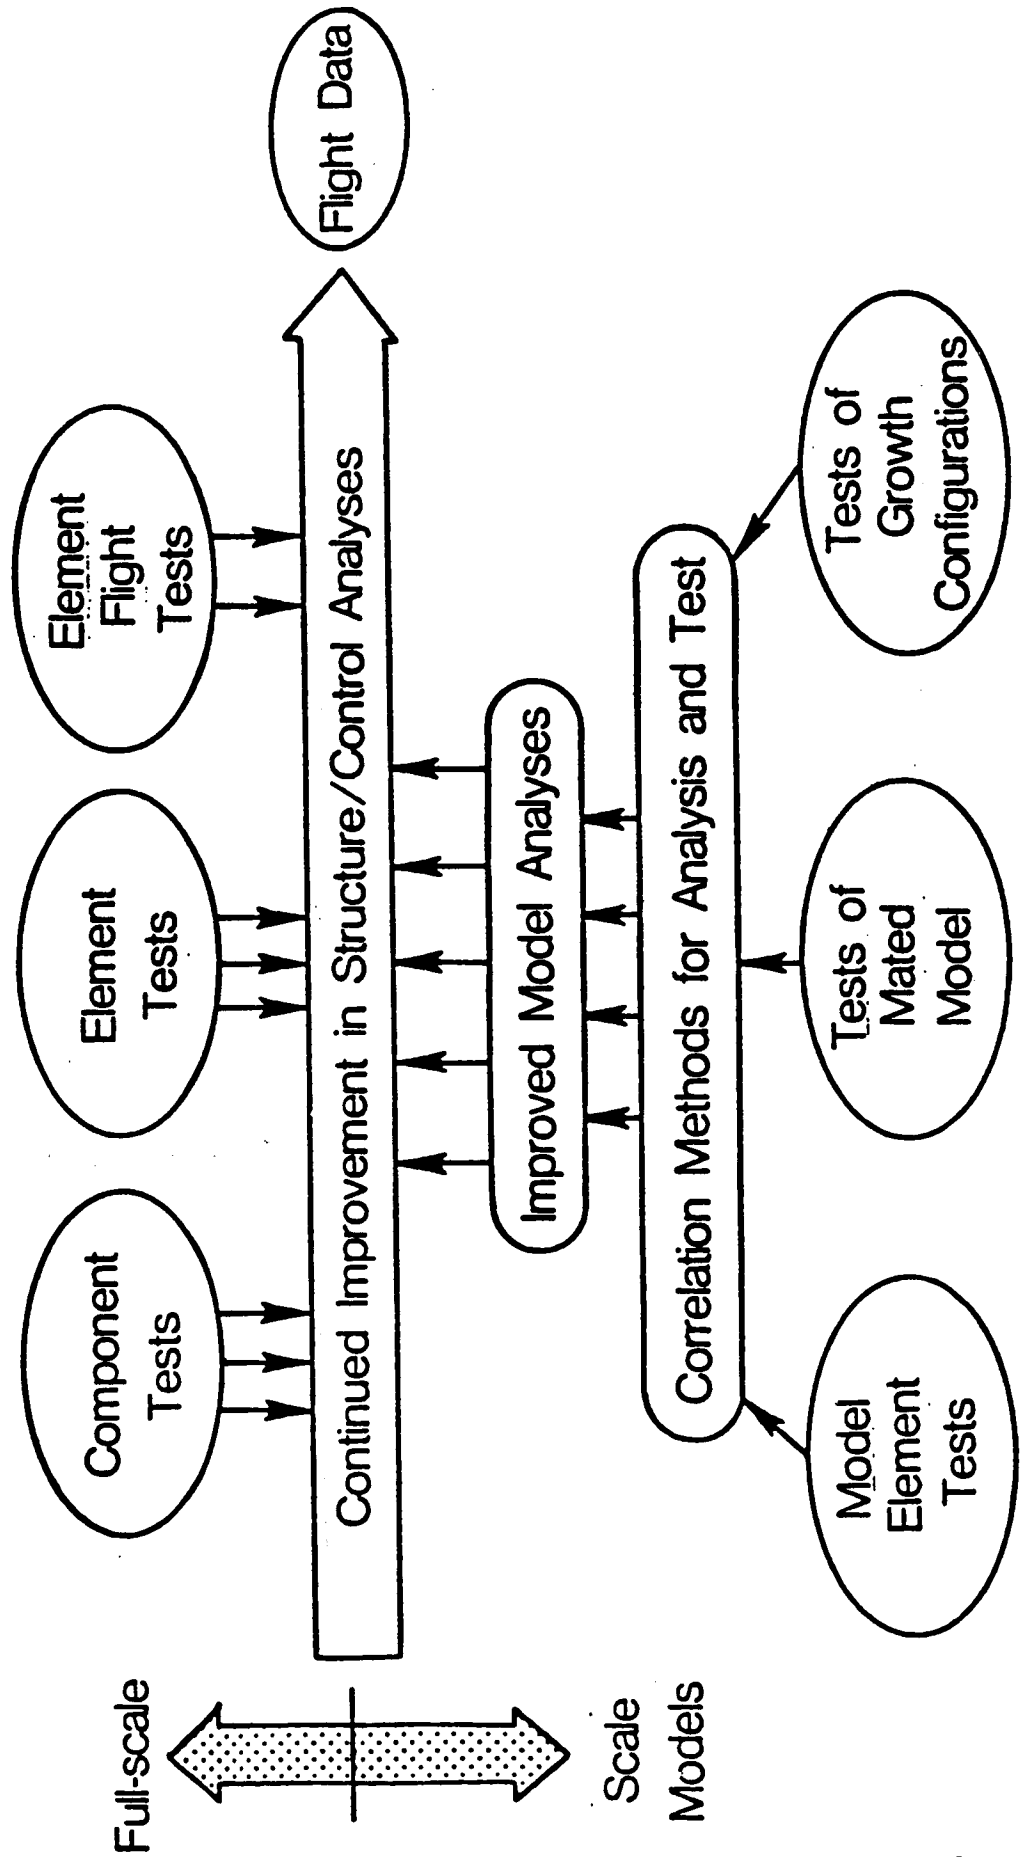 Full-scale
Component
Tests
Element
Tests
Element
Flight
Tests
Continued Improvement in Structure/Control Analyses
Flight Data
Improved Model Analyses
Correlation Methods for Analysis and Test
Scale
Models
Model
Element
Tests
Tests of
Mated
Model
Tests of
Growth
Configurations